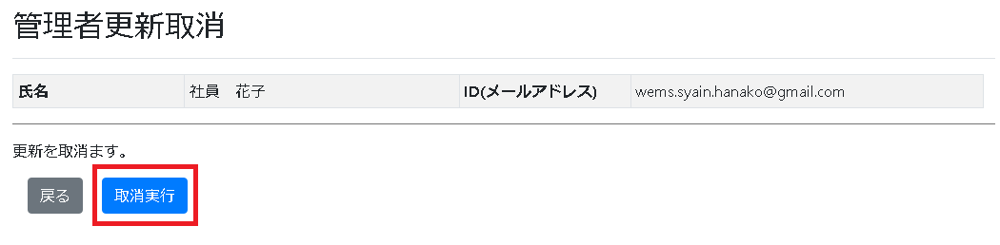 管理者更新取消
氏名 社員　花子 ID(メールアドレス) wems.syain.hanako@gmail.com
更新を取消ます。
戻る 取消実行